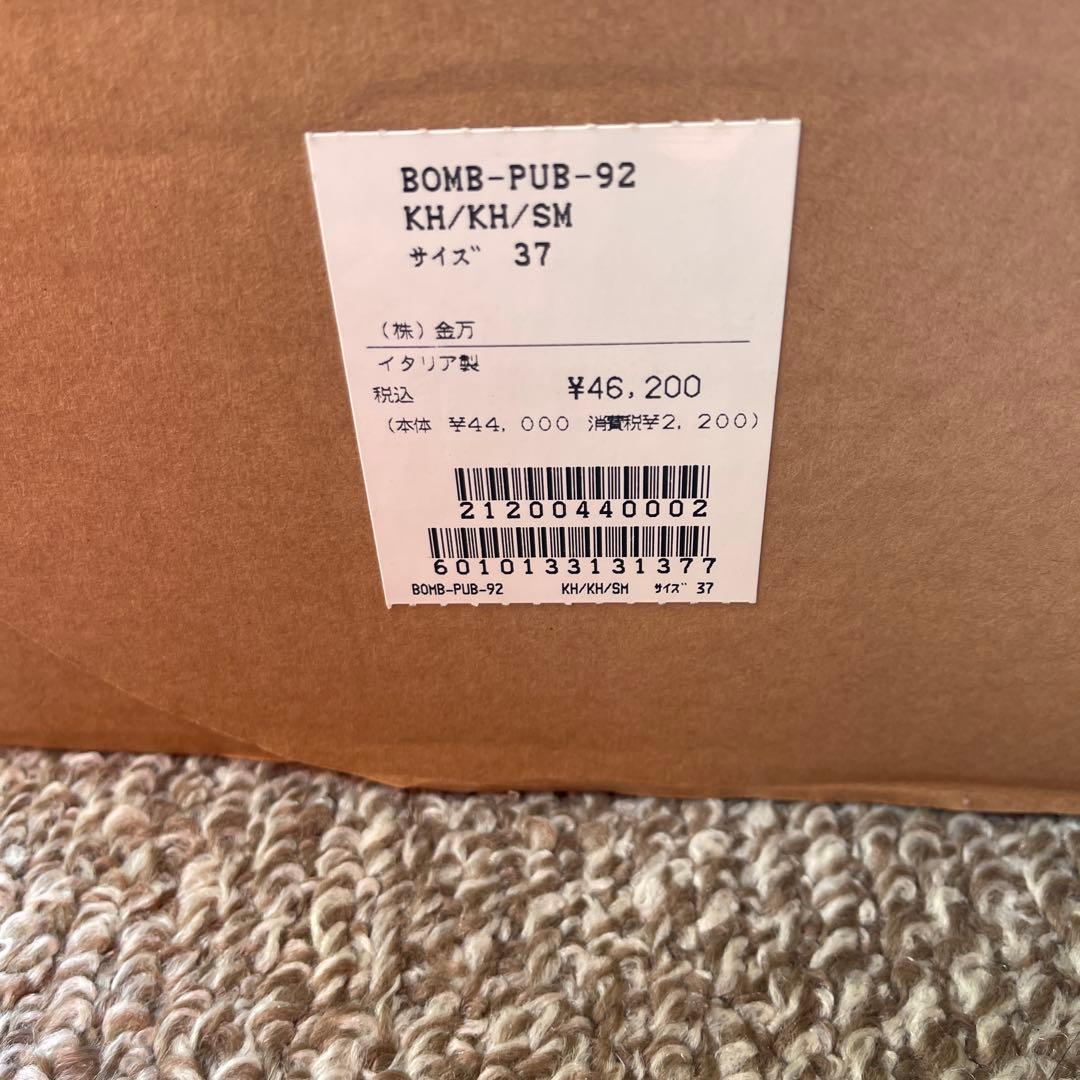 BOMB-PUB-92
KH/KH/SM
サイズ 37
(株)金万
イタリア製
税込 ¥46,200
(本体 ¥44,000 消費税¥2,200)
21200440002
6010133131377
BOMB-PUB-92 KH/KH/SM サイズ 37